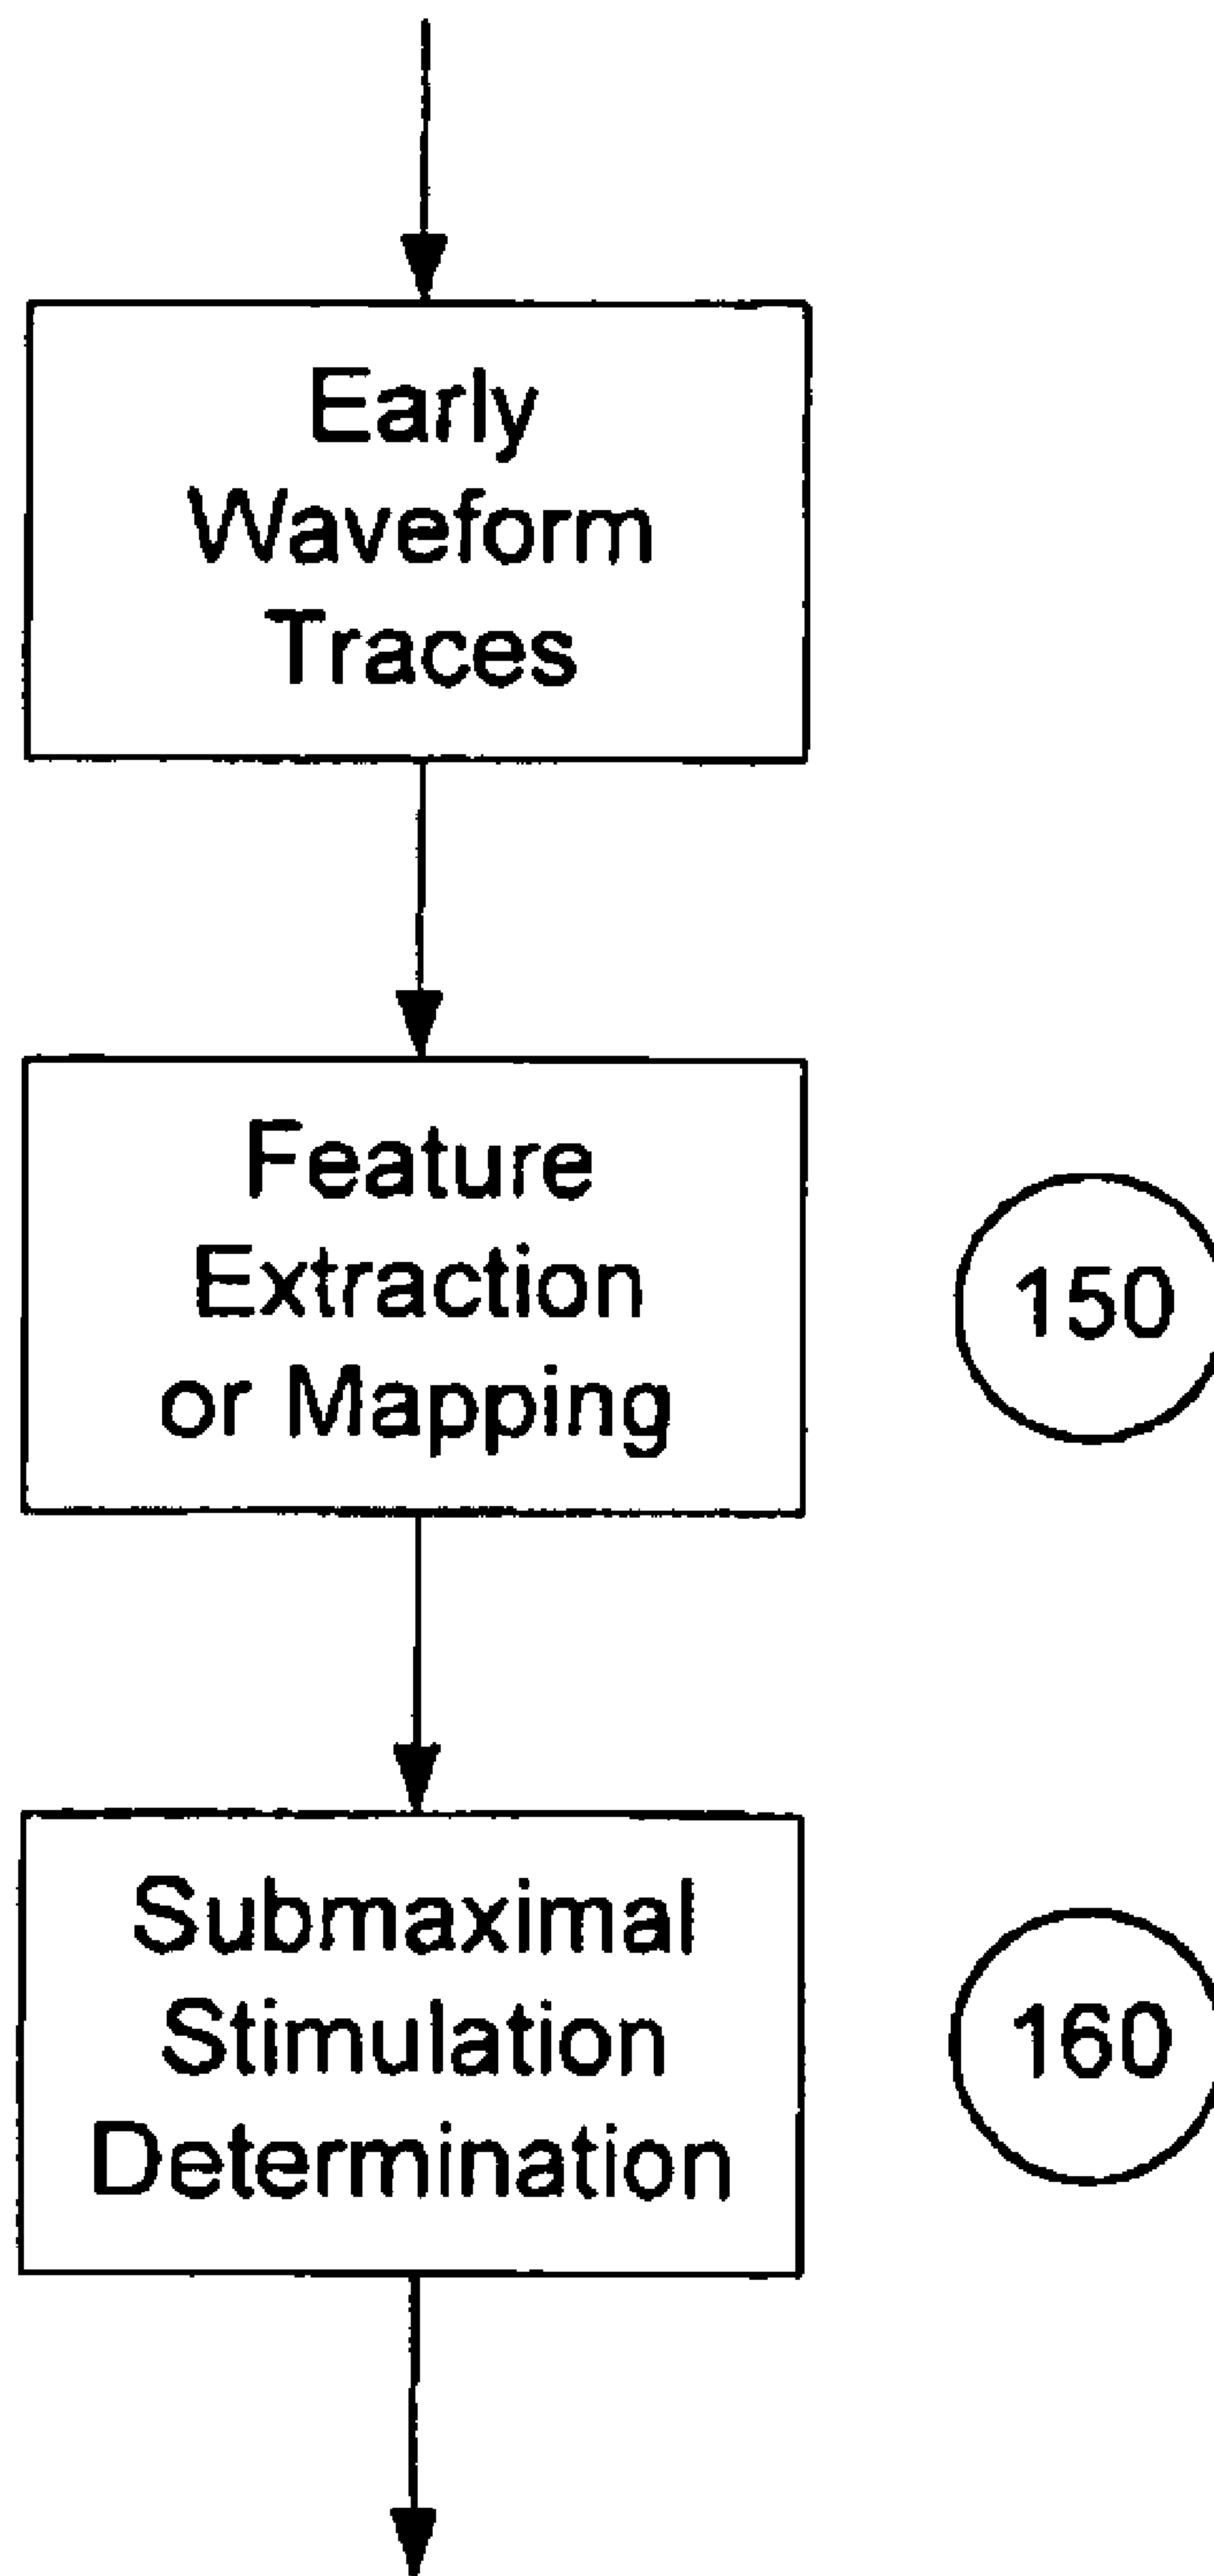 Early
Waveform
Traces
Feature
Extraction
or Mapping
150
Submaximal
Stimulation
Determination
160